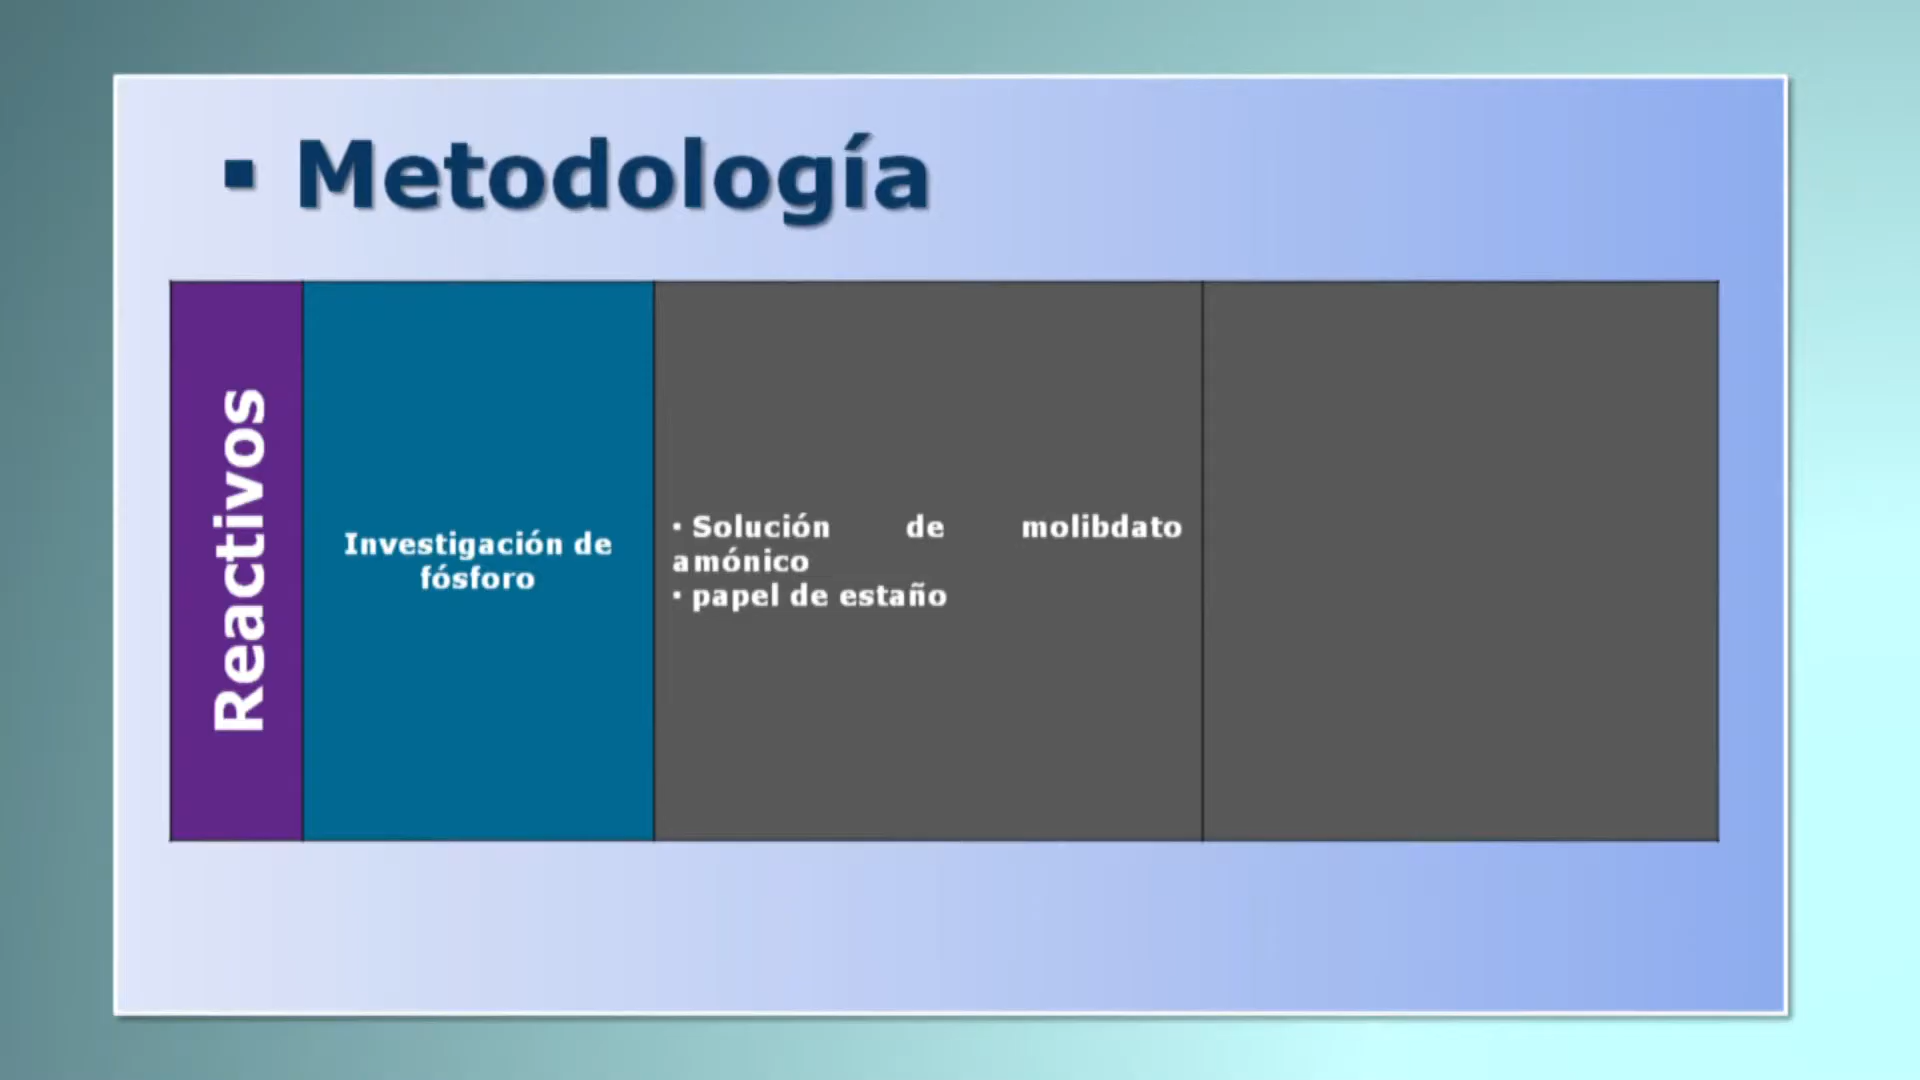 ▪ Metodología
Reactivos
Investigación de
fósforo
▪ Solución de molibdato
amónico
▪ papel de estaño